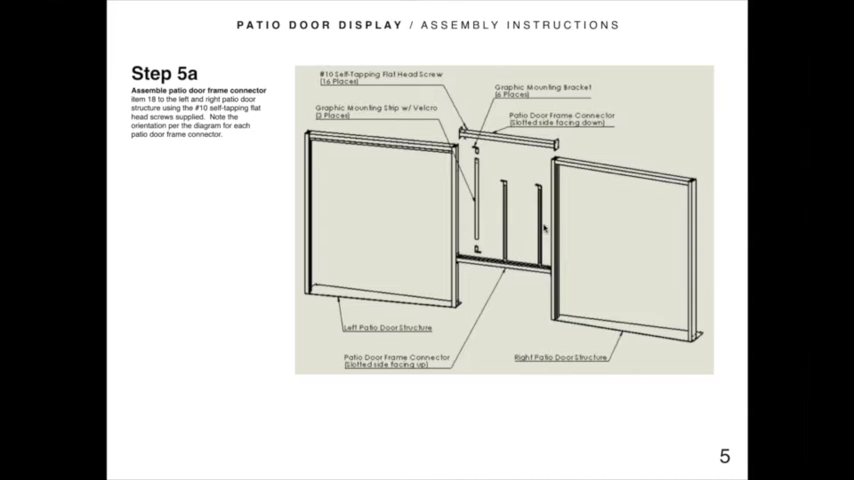 PATIO DOOR DISPLAY / ASSEMBLY INSTRUCTIONS
Step 5a
Assemble patio door frame connector
item 18 to the left and right patio door
structure using the #10 self-tapping flat
head screws supplied. Note the
orientation per the diagram for each
patio door frame connector.
#10 Self-Tapping Flat Head Screw
(16 Places)
Graphic Mounting Bracket
(6 Places)
Graphic Mounting Strip w/ Velcro
(3 Places)
Patio Door Frame Connector
(Slotted side facing down)
Left Patio Door Structure
Patio Door Frame Connector
(Slotted side facing up)
Right Patio Door Structure
5